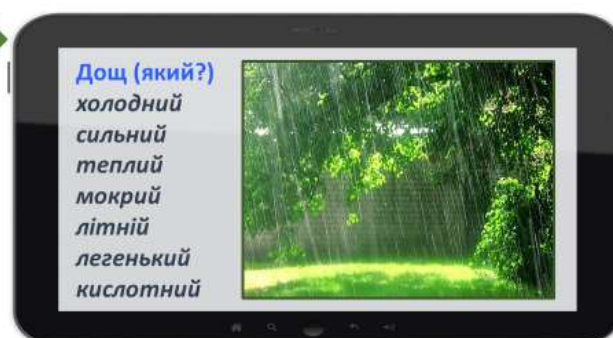 Дощ (який?)
холодний
сильний
теплий
мокрий
літній
легенький
кислотний